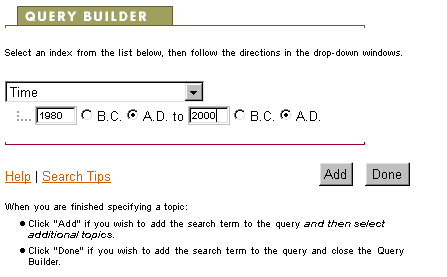 QUERY BUILDER
Select an index from the list below, then follow the directions in the drop-down windows.
Time
1980 B.C. A.D. to 2000 B.C. A.D.
Help | Search Tips Add Done
When you are finished specifying a topic:
Click "Add" if you wish to add the search term to the query and then select
additional topics.
Click "Done" if you wish to add the search term to the query and close the Query
Builder.